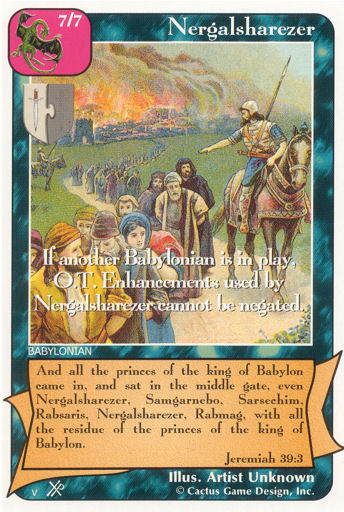 7/7
Nergalsharezer
If another Babylonian is in play,
O.T. Enhancements used by
Nergalsharezer cannot be negated.
BABYLONIAN
And all the princes of the king of Babylon
came in, and sat in the middle gate, even
Nergalsharezer, Samgarnebo, Sarsechim,
Rabsaris, Nergalsharezer, Rabmag, with all
the residue of the princes of the king of
Babylon.
Jeremiah 39:3
Illus. Artist Unknown
V
© Cactus Game Design, Inc.